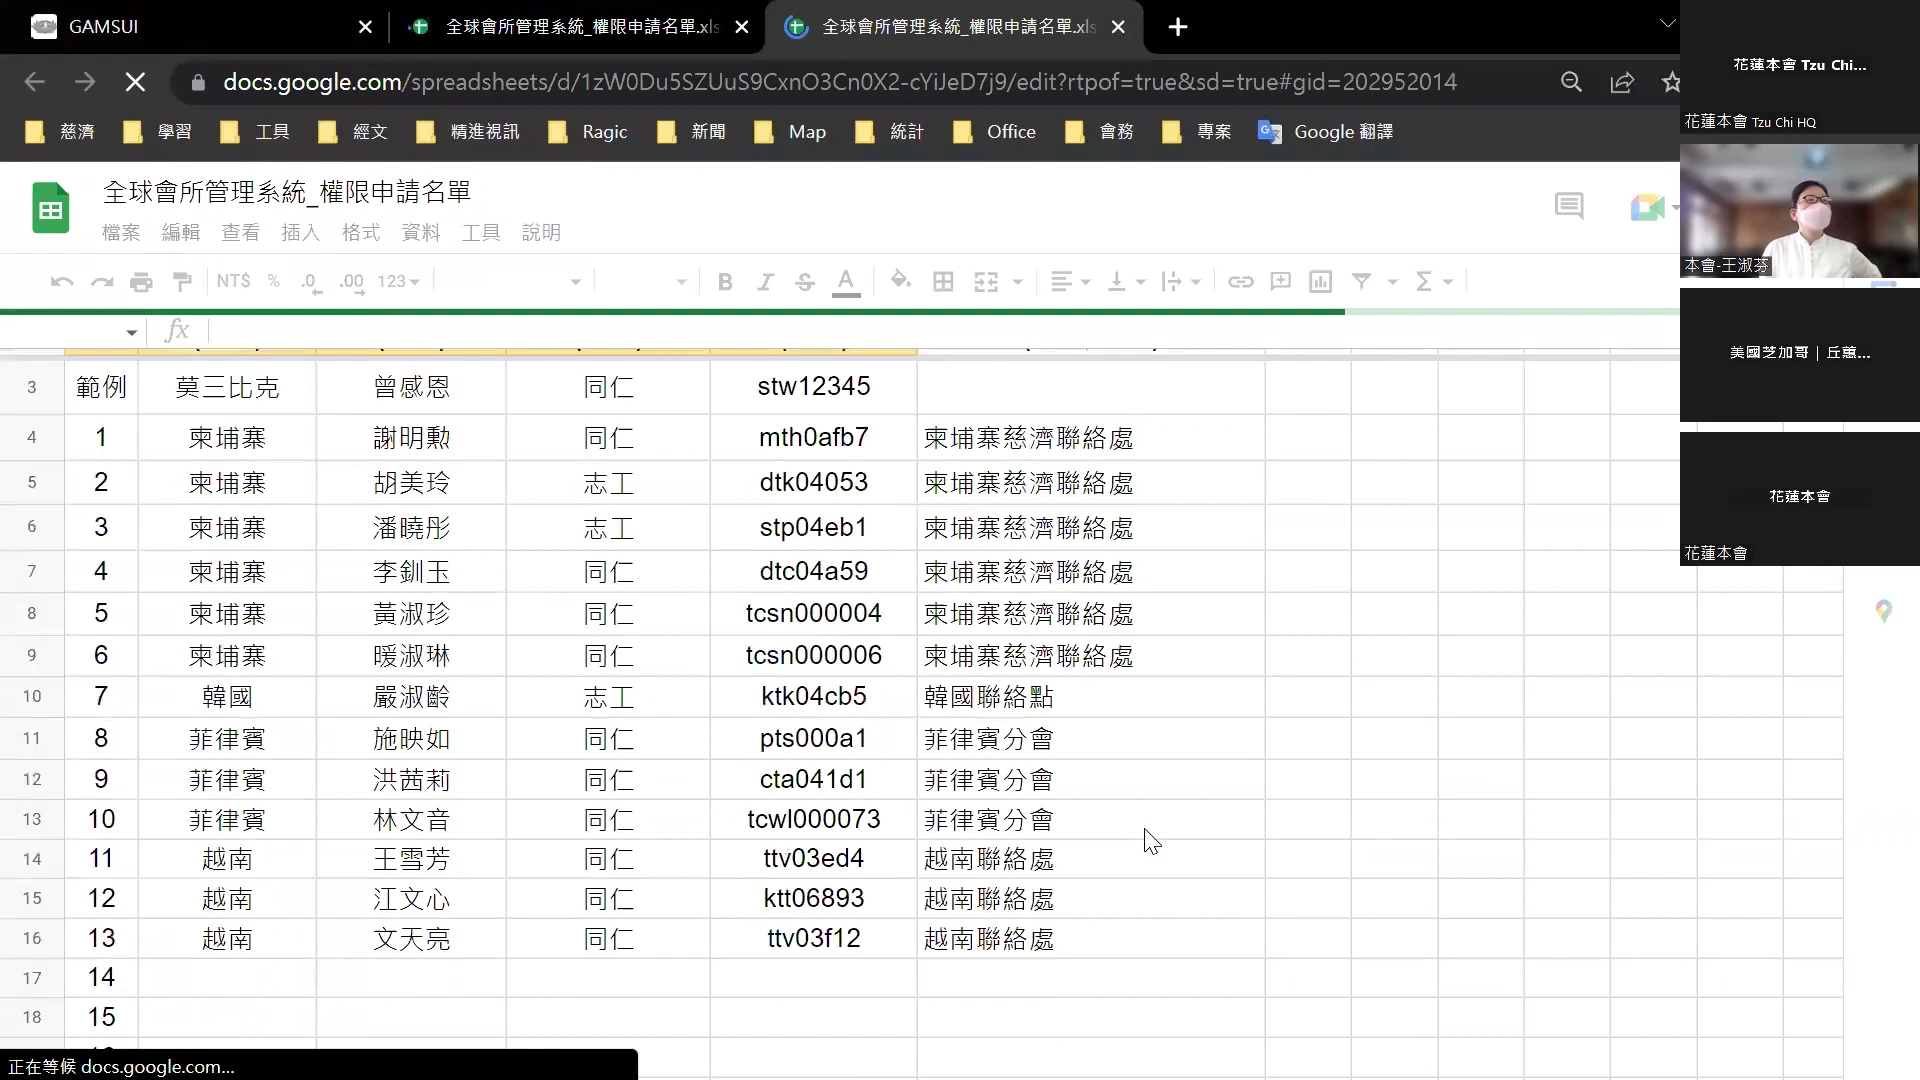 GAMSUI
全球會所管理系統_權限申請名單.xls
全球會所管理系統_權限申請名單.xls
docs.google.com/spreadsheets/d/1zW0Du5SZUuS9CxnO3Cn0X2-cYiJeD7j9/edit?rtpof=true&sd=true#gid=202952014
慈濟 學習 工具 經文 精進視訊 Ragic 新聞 Map 統計 Office 會務 專案 Google 翻譯
全球會所管理系統_權限申請名單
檔案 編輯 查看 插入 格式 資料 工具 說明
NT$ % .0 .00 123 B I S A Σ
fx
3 範例 莫三比克 曾感恩 同仁 stw12345
4 1 柬埔寨 謝明勲 同仁 mth0afb7 柬埔寨慈濟聯絡處
5 2 柬埔寨 胡美玲 志工 dtk04053 柬埔寨慈濟聯絡處
6 3 柬埔寨 潘曉彤 志工 stp04eb1 柬埔寨慈濟聯絡處
7 4 柬埔寨 李釧玉 同仁 dtc04a59 柬埔寨慈濟聯絡處
8 5 柬埔寨 黃淑珍 同仁 tcsn000004 柬埔寨慈濟聯絡處
9 6 柬埔寨 暖淑琳 同仁 tcsn000006 柬埔寨慈濟聯絡處
10 7 韓國 嚴淑齡 志工 ktk04cb5 韓國聯絡點
11 8 菲律賓 施映如 同仁 pts000a1 菲律賓分會
12 9 菲律賓 洪茜莉 同仁 cta041d1 菲律賓分會
13 10 菲律賓 林文音 同仁 tcwl000073 菲律賓分會
14 11 越南 王雪芳 同仁 ttv03ed4 越南聯絡處
15 12 越南 江文心 同仁 ktt06893 越南聯絡處
16 13 越南 文天亮 同仁 ttv03f12 越南聯絡處
17 14
18 15
正在等候 docs.google.com...
花蓮本會 Tzu Chi...
花蓮本會 Tzu Chi HQ
本會-王淑芬
美國芝加哥｜丘蕙...
花蓮本會
花蓮本會